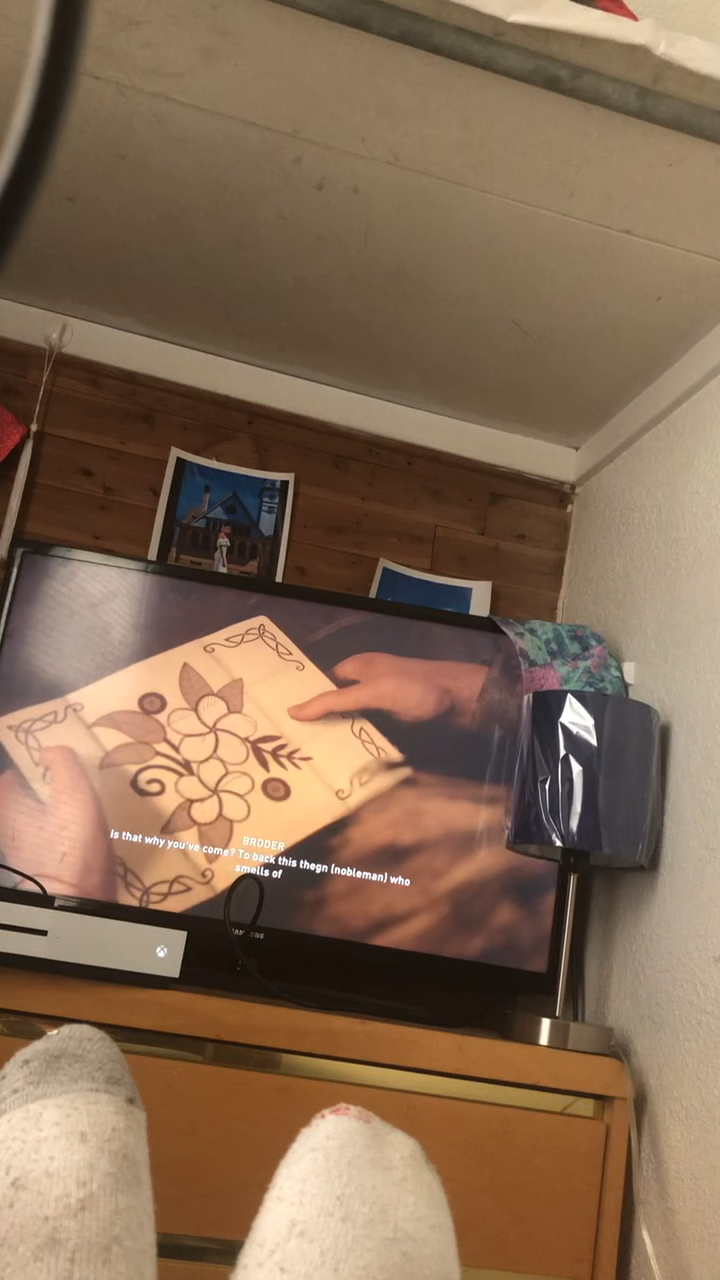 BRODER
Is that why you've come? To back this thegn (nobleman) who
smells of
SAMSUNG